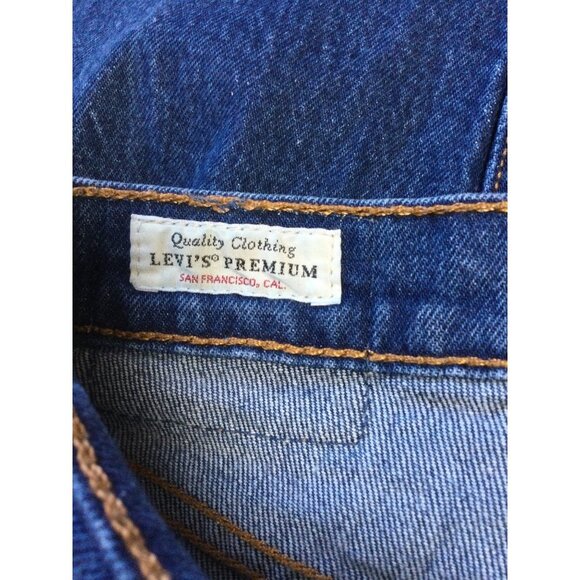 Quality Clothing
LEVI'S® PREMIUM
SAN FRANCISCO, CAL.